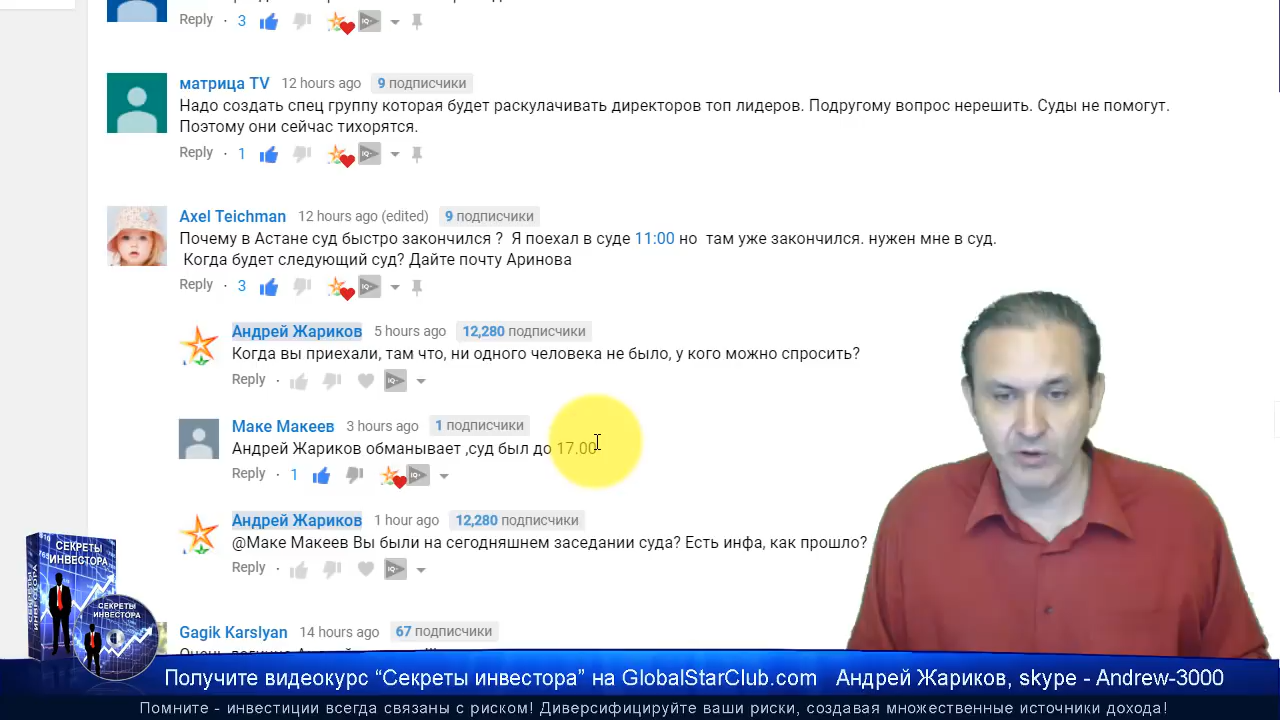 Reply · 3
матрица TV 12 hours ago 9 подписчики
Надо создать спец группу которая будет раскулачивать директоров топ лидеров. Подругому вопрос нерешить. Суды не помогут.
Поэтому они сейчас тихорятся.
Reply · 1
Axel Teichman 12 hours ago (edited) 9 подписчики
Почему в Астане суд быстро закончился ? Я поехал в суде 11:00 но там уже закончился. нужен мне в суд.
Когда будет следующий суд? Дайте почту Аринова
Reply · 3
Андрей Жариков 5 hours ago 12,280 подписчики
Когда вы приехали, там что, ни одного человека не было, у кого можно спросить?
Reply ·
Маке Макеев 3 hours ago 1 подписчики
Андрей Жариков обманывает ,суд был до 17.00
Reply · 1
Андрей Жариков 1 hour ago 12,280 подписчики
@Маке Макеев Вы были на сегодняшнем заседании суда? Есть инфа, как прошло?
Reply ·
Gagik Karslyan 14 hours ago 67 подписчики
СЕКРЕТЫ
ИНВЕСТОРА
СЕКРЕТЫ
ИНВЕСТОРА
СЕКРЕТЫ
ИНВЕСТОРА
Получите видеокурс “Секреты инвестора” на GlobalStarClub.com Андрей Жариков, skype - Andrew-3000
Помните - инвестиции всегда связаны с риском! Диверсифицируйте ваши риски, создавая множественные источники дохода!